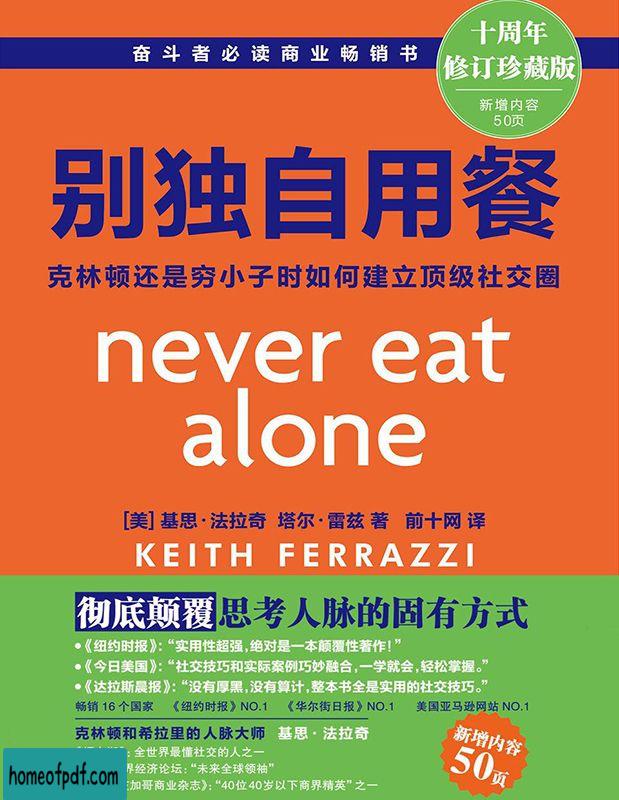 奋斗者必读商业畅销书
十周年
修订珍藏版
新增内容
50页
别独自用餐
克林顿还是穷小子时如何建立顶级社交圈
never eat
alone
[美] 基思·法拉奇 塔尔·雷兹 著 前十网 译
KEITH FERRAZZI
彻底颠覆思考人脉的固有方式
•《纽约时报》：“实用性超强，绝对是一本颠覆性著作！”
•《今日美国》：“社交技巧和实际案例巧妙融合，一学就会，轻松掌握。”
•《达拉斯晨报》：“没有厚黑，没有算计，整本书全是实用的社交技巧。”
畅销 16 个国家 《纽约时报》NO.1 《华尔街日报》NO.1 美国亚马逊网站 NO.1
克林顿和希拉里的人脉大师 基思·法拉奇
：全世界最懂社交的人之一
界经济论坛：“未来全球领袖”
加哥商业杂志》：“40位40岁以下商界精英”之一
新增内容
50页
homeofpdf.com